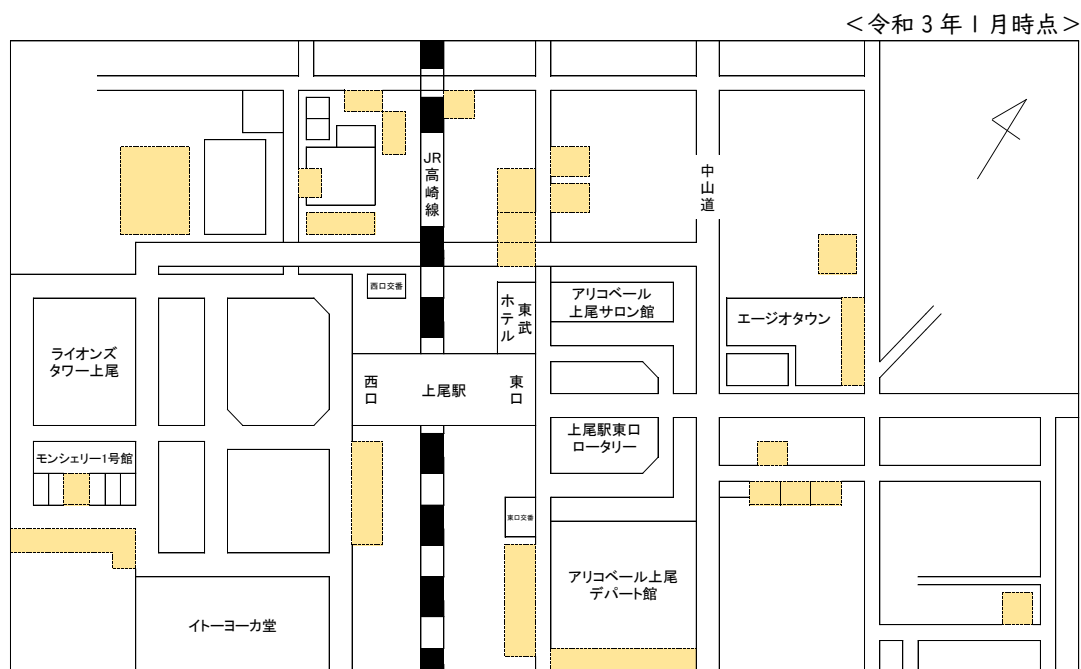 ＜令和３年１月時点＞
JR高崎線
中山道
西口交番
東武
ホテル
アリコベール
上尾サロン館
エージオタウン
ライオンズ
タワー上尾
西口
上尾駅
東口
上尾駅東口
ロータリー
モンシェリー1号館
東口交番
アリコベール上尾
デパート館
イトーヨーカ堂